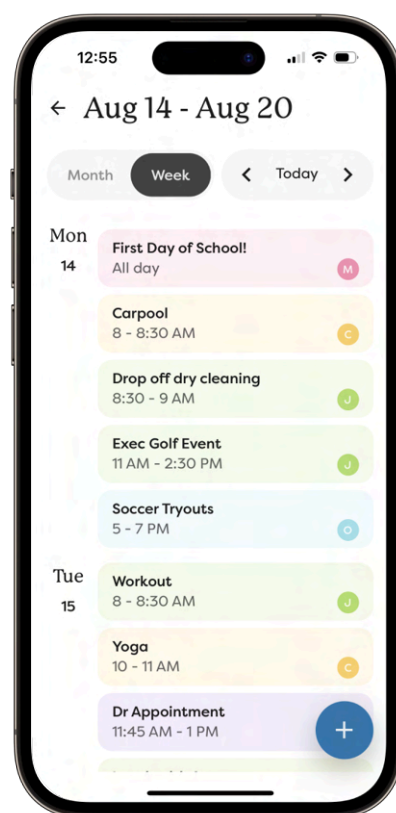 12:55
← Aug 14 - Aug 20
Month Week < Today >
Mon
14
First Day of School!
All day
M
Carpool
8 - 8:30 AM
C
Drop off dry cleaning
8:30 - 9 AM
J
Exec Golf Event
11 AM - 2:30 PM
J
Soccer Tryouts
5 - 7 PM
O
Tue
15
Workout
8 - 8:30 AM
J
Yoga
10 - 11 AM
C
Dr Appointment
11:45 AM - 1 PM
+